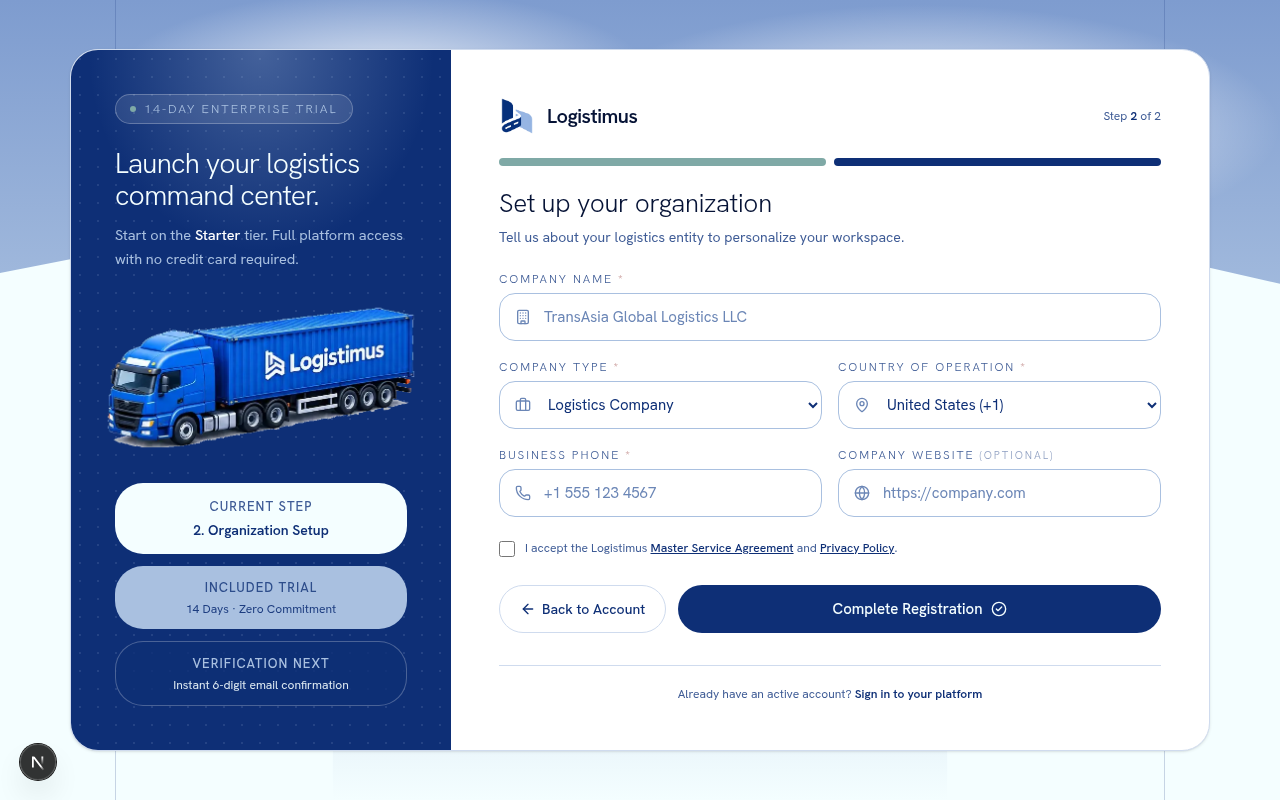 14-DAY ENTERPRISE TRIAL
Launch your logistics
command center.
Start on the Starter tier. Full platform access
with no credit card required.
Logistimus
CURRENT STEP
2. Organization Setup
INCLUDED TRIAL
14 Days · Zero Commitment
VERIFICATION NEXT
Instant 6-digit email confirmation
Logistimus
Step 2 of 2
Set up your organization
Tell us about your logistics entity to personalize your workspace.
COMPANY NAME *
TransAsia Global Logistics LLC
COMPANY TYPE *
Logistics Company
COUNTRY OF OPERATION *
United States (+1)
BUSINESS PHONE *
+1 555 123 4567
COMPANY WEBSITE (OPTIONAL)
https://company.com
I accept the Logistimus Master Service Agreement and Privacy Policy.
Back to Account
Complete Registration
Already have an active account? Sign in to your platform
N